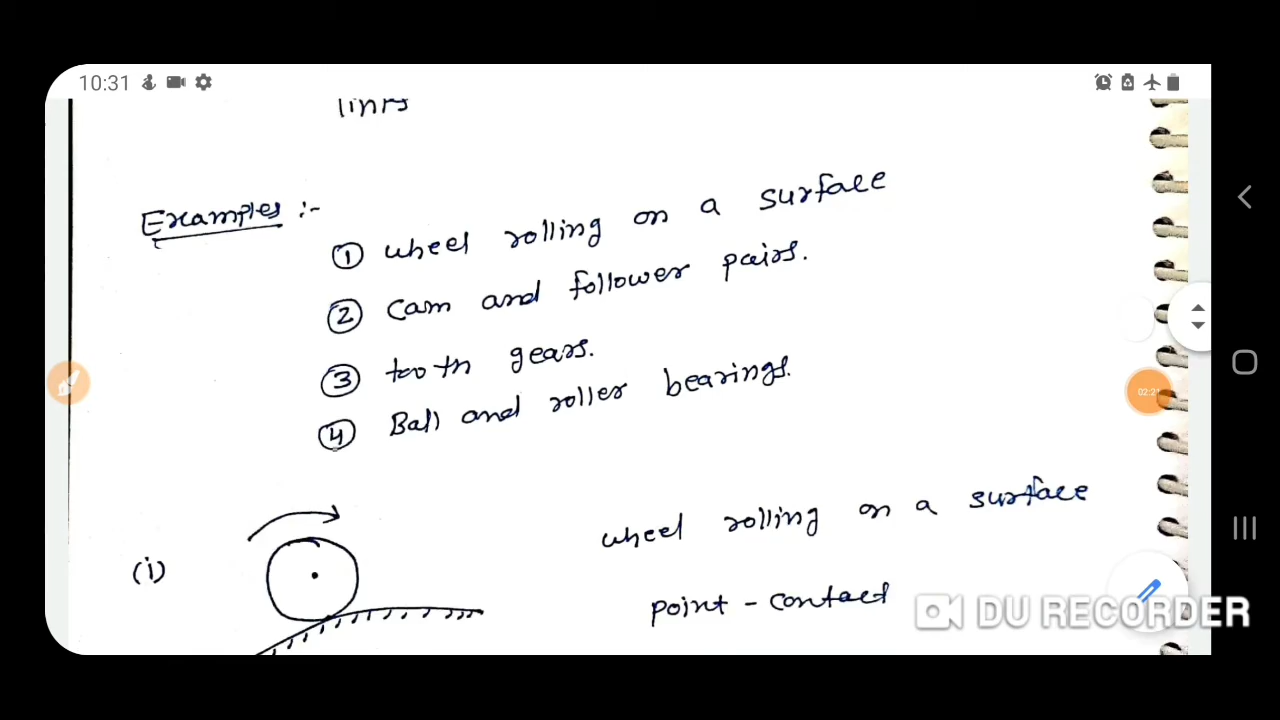 10:31
Examples :-
① wheel rolling on a surface
② Cam and follower pairs.
③ tooth gears.
④ Ball and roller bearings.
(i)
wheel rolling on a surface
point - contact
DU RECORDER